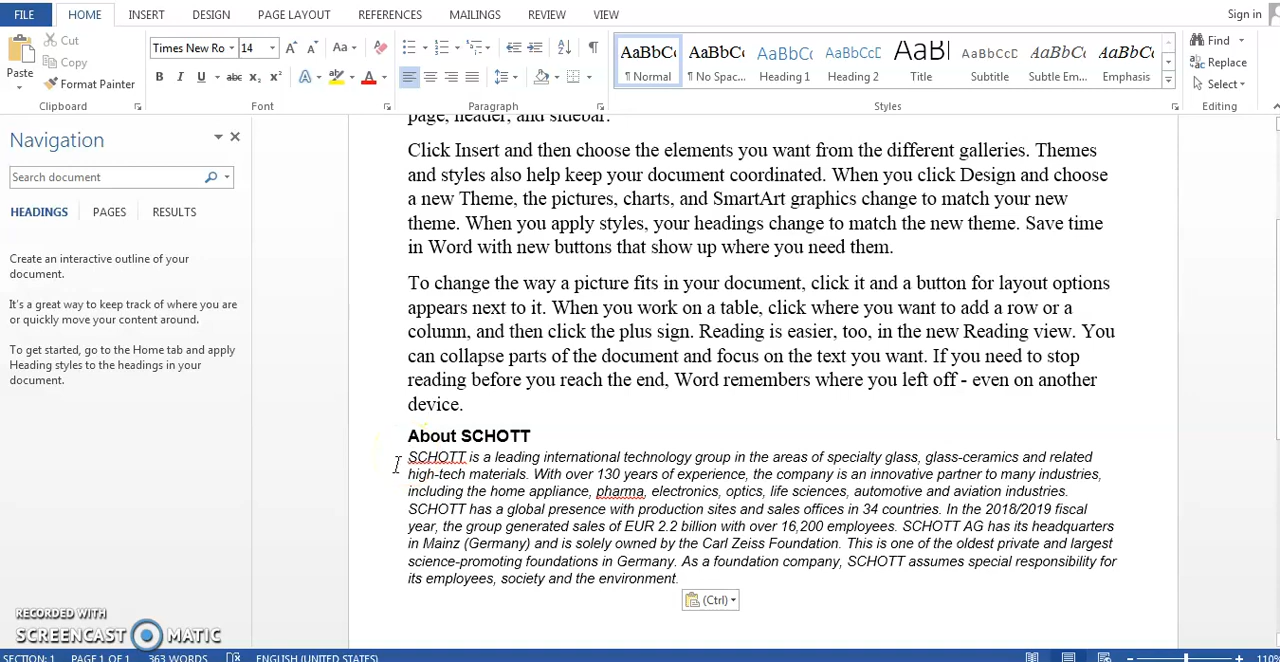 FILE HOME INSERT DESIGN PAGE LAYOUT REFERENCES MAILINGS REVIEW VIEW Sign in
Paste
Cut
Copy
Format Painter
Clipboard
Times New Ro 14
Font
Paragraph
AaBbCc AaBbCc AaBbCc AaBbCcD AaBl AaBbCcC AaBbCc AaBbCc
¶ Normal ¶ No Spac... Heading 1 Heading 2 Title Subtitle Subtle Em... Emphasis
Styles
Find
Replace
Select
Editing
Navigation
Search document
HEADINGS PAGES RESULTS
Create an interactive outline of your
document.
It's a great way to keep track of where you are
or quickly move your content around.
To get started, go to the Home tab and apply
Heading styles to the headings in your
document.
page, header, and sidebar.
Click Insert and then choose the elements you want from the different galleries. Themes
and styles also help keep your document coordinated. When you click Design and choose
a new Theme, the pictures, charts, and SmartArt graphics change to match your new
theme. When you apply styles, your headings change to match the new theme. Save time
in Word with new buttons that show up where you need them.
To change the way a picture fits in your document, click it and a button for layout options
appears next to it. When you work on a table, click where you want to add a row or a
column, and then click the plus sign. Reading is easier, too, in the new Reading view. You
can collapse parts of the document and focus on the text you want. If you need to stop
reading before you reach the end, Word remembers where you left off - even on another
device.
About SCHOTT
SCHOTT is a leading international technology group in the areas of specialty glass, glass-ceramics and related
high-tech materials. With over 130 years of experience, the company is an innovative partner to many industries,
including the home appliance, pharma, electronics, optics, life sciences, automotive and aviation industries.
SCHOTT has a global presence with production sites and sales offices in 34 countries. In the 2018/2019 fiscal
year, the group generated sales of EUR 2.2 billion with over 16,200 employees. SCHOTT AG has its headquarters
in Mainz (Germany) and is solely owned by the Carl Zeiss Foundation. This is one of the oldest private and largest
science-promoting foundations in Germany. As a foundation company, SCHOTT assumes special responsibility for
its employees, society and the environment.
(Ctrl)
RECORDED WITH
SCREENCAST MATIC
SECTION: 1 PAGE 1 OF 1 363 WORDS ENGLISH (UNITED STATES) 110%